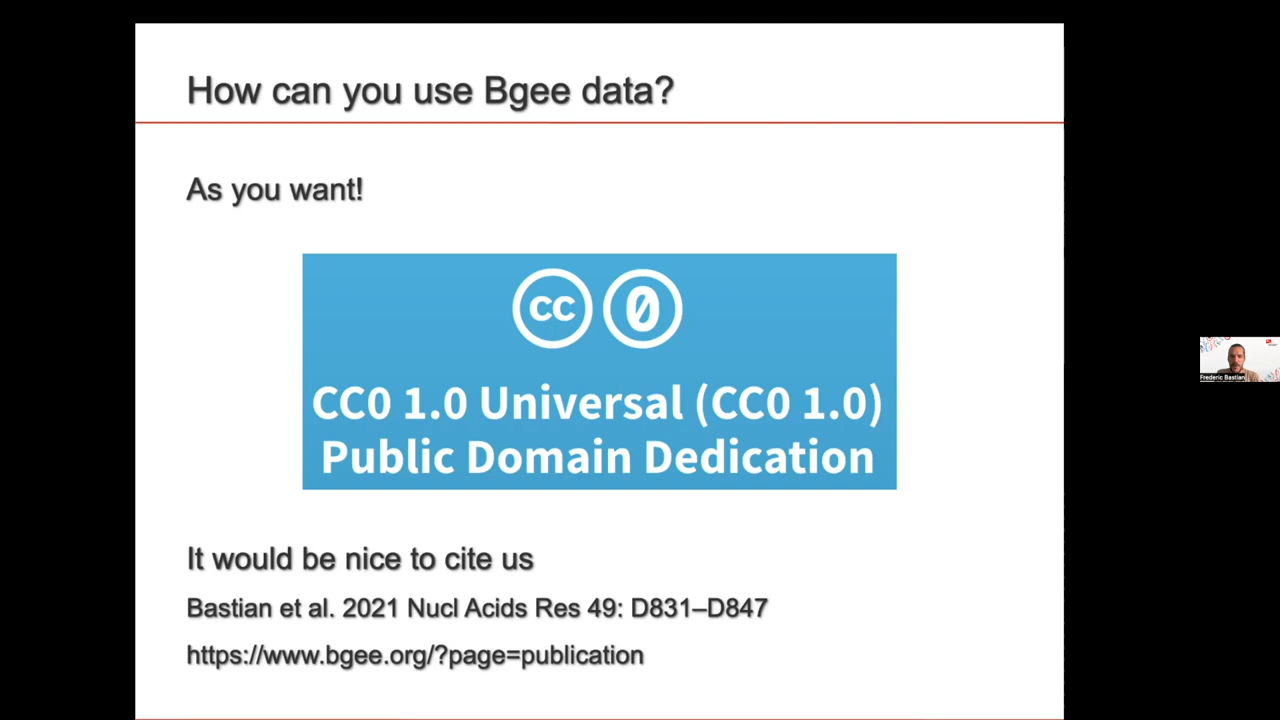 How can you use Bgee data?
As you want!
cc 0
CC0 1.0 Universal (CC0 1.0)
Public Domain Dedication
It would be nice to cite us
Bastian et al. 2021 Nucl Acids Res 49: D831–D847
https://www.bgee.org/?page=publication
Frederic Bastian